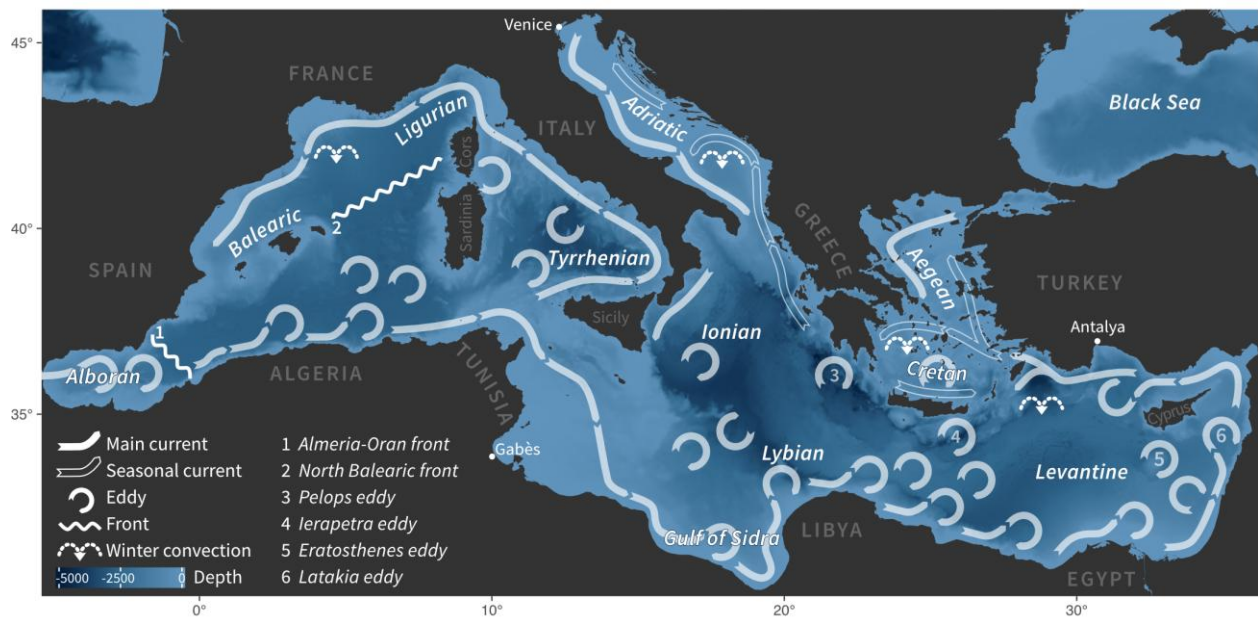 45°
40°
35°
0°
10°
20°
30°
Venice
FRANCE
Ligurian
ITALY
Adriatic
Black Sea
Cors
2
Balearic
Sardinia
SPAIN
Tyrrhenian
GREECE
Aegean
TURKEY
Sicily
Ionian
Antalya
1
Alboran
ALGERIA
TUNISIA
3
Cretan
Cyprus
4
6
5
Gabès
Lybian
Levantine
Gulf of Sidra
LIBYA
EGYPT
Main current
Seasonal current
Eddy
Front
Winter convection
-5000 -2500 0 Depth
1 Almeria-Oran front
2 North Balearic front
3 Pelops eddy
4 Ierapetra eddy
5 Eratosthenes eddy
6 Latakia eddy